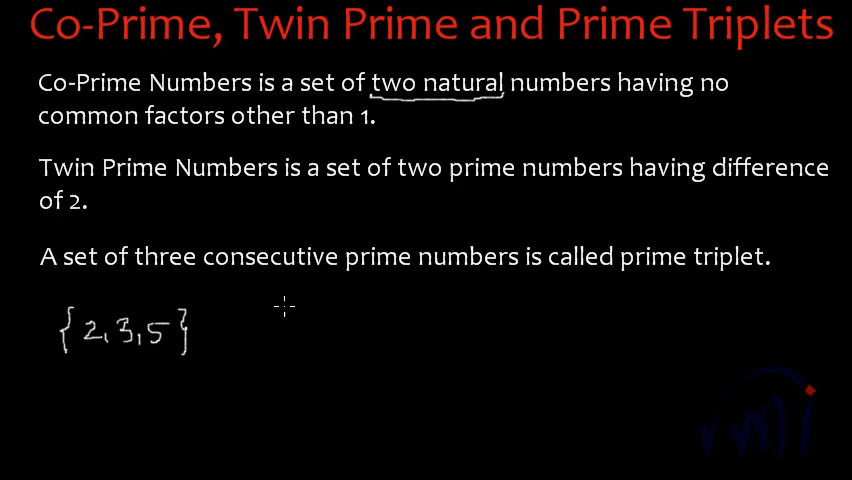 Co-Prime, Twin Prime and Prime Triplets
Co-Prime Numbers is a set of two natural numbers having no
common factors other than 1.
Twin Prime Numbers is a set of two prime numbers having difference
of 2.
A set of three consecutive prime numbers is called prime triplet.
{2,3,5}